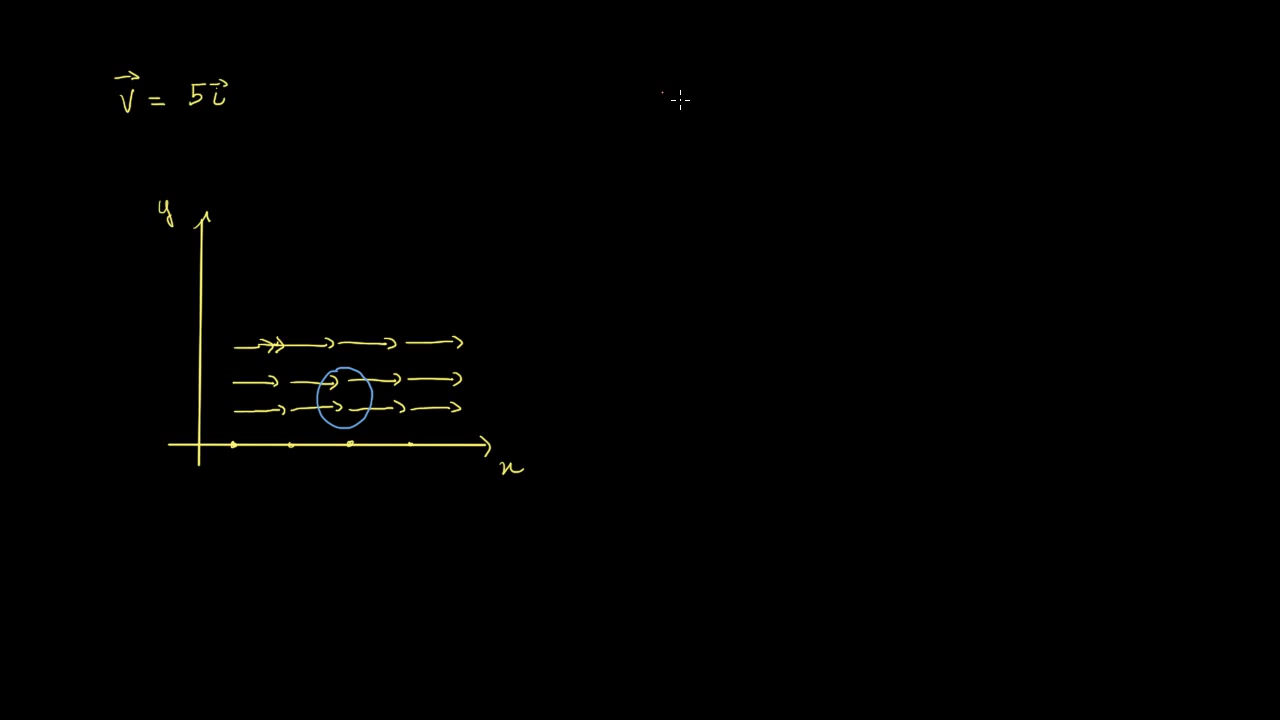 v⃗ = 5i⃗
y
x